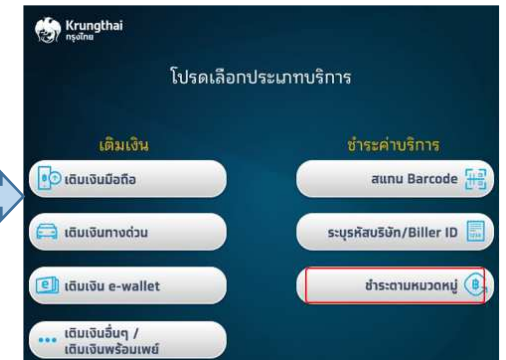 Krungthai
กรุงไทย
โปรดเลือกประเภทบริการ
เติมเงิน
ชำระค่าบริการ
เติมเงินมือถือ
สแกน Barcode
เติมเงินทางด่วน
ระบุรหัสบริษัท/Biller ID
เติมเงิน e-wallet
ชำระตามหมวดหมู่
เติมเงินอื่นๆ /
เติมเงินพร้อมเพย์